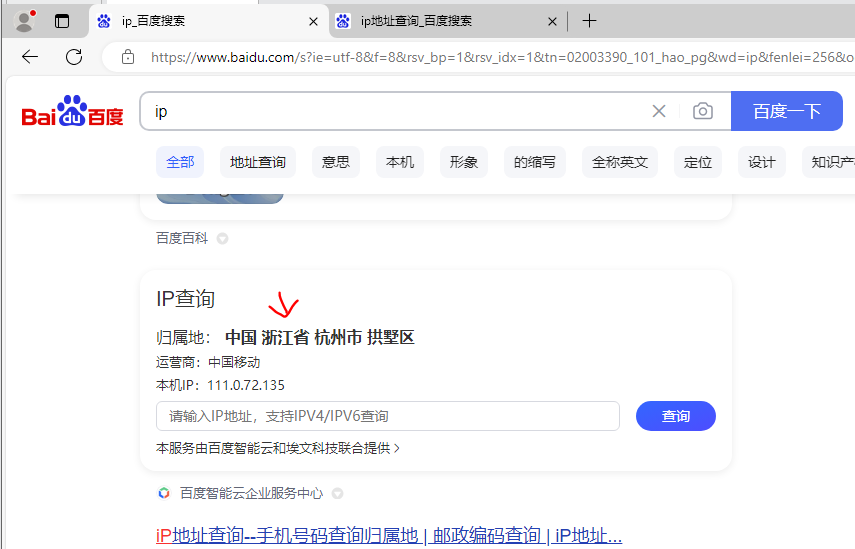 ip_百度搜索
ip地址查询_百度搜索
https://www.baidu.com/s?ie=utf-8&f=8&rsv_bp=1&rsv_idx=1&tn=02003390_101_hao_pg&wd=ip&fenlei=256&o
Bai du 百度
ip
百度一下
全部 地址查询 意思 本机 形象 的缩写 全称英文 定位 设计 知识产
百度百科
IP查询
归属地： 中国 浙江省 杭州市 拱墅区
运营商：中国移动
本机IP：111.0.72.135
请输入IP地址，支持IPV4/IPV6查询
查询
本服务由百度智能云和埃文科技联合提供 >
百度智能云企业服务中心
iP地址查询--手机号码查询归属地 | 邮政编码查询 | iP地址...